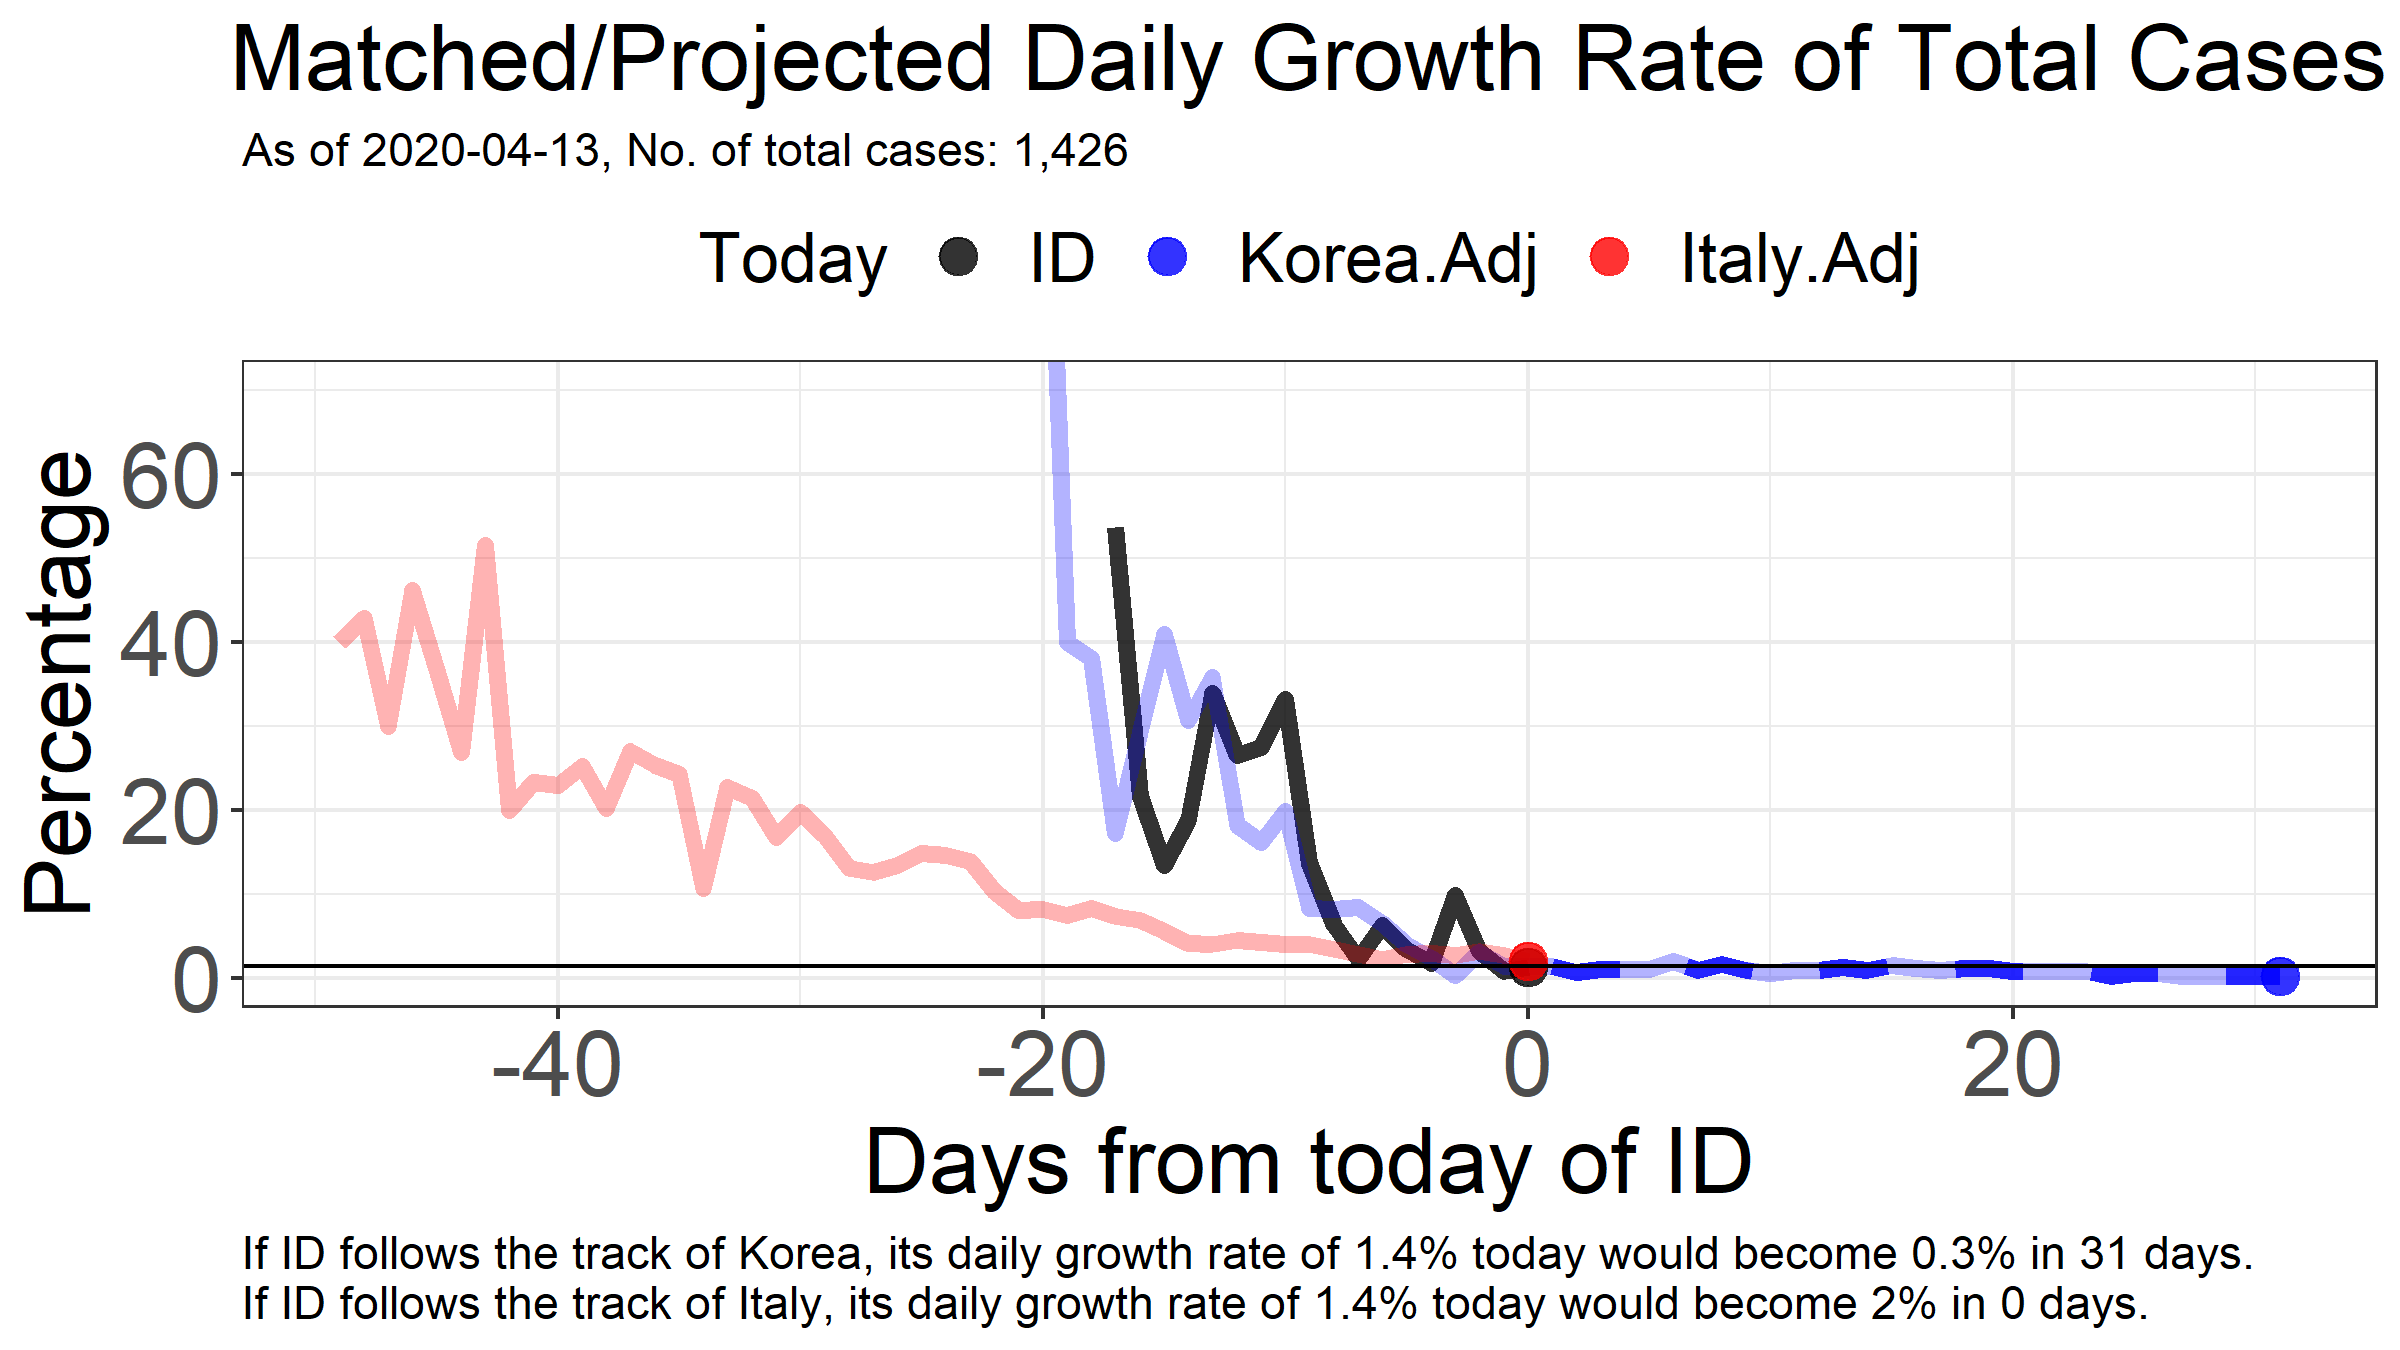 Matched/Projected Daily Growth Rate of Total Cases
As of 2020-04-13, No. of total cases: 1,426
Today ID Korea.Adj Italy.Adj
Percentage
60
40
20
0
-40 -20 0 20
Days from today of ID
If ID follows the track of Korea, its daily growth rate of 1.4% today would become 0.3% in 31 days.
If ID follows the track of Italy, its daily growth rate of 1.4% today would become 2% in 0 days.